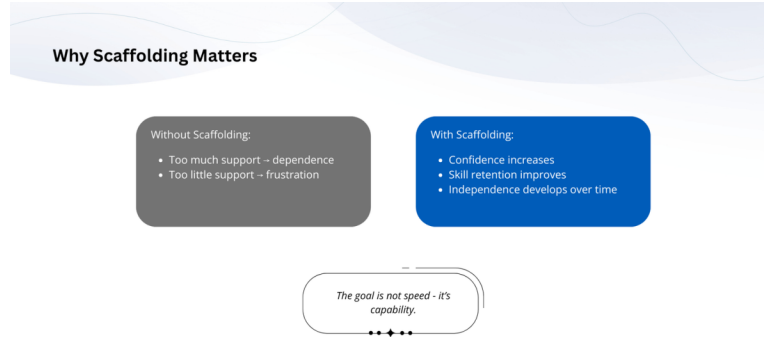 Why Scaffolding Matters
Without Scaffolding:
• Too much support → dependence
• Too little support → frustration
With Scaffolding:
• Confidence increases
• Skill retention improves
• Independence develops over time
The goal is not speed - it's
capability.